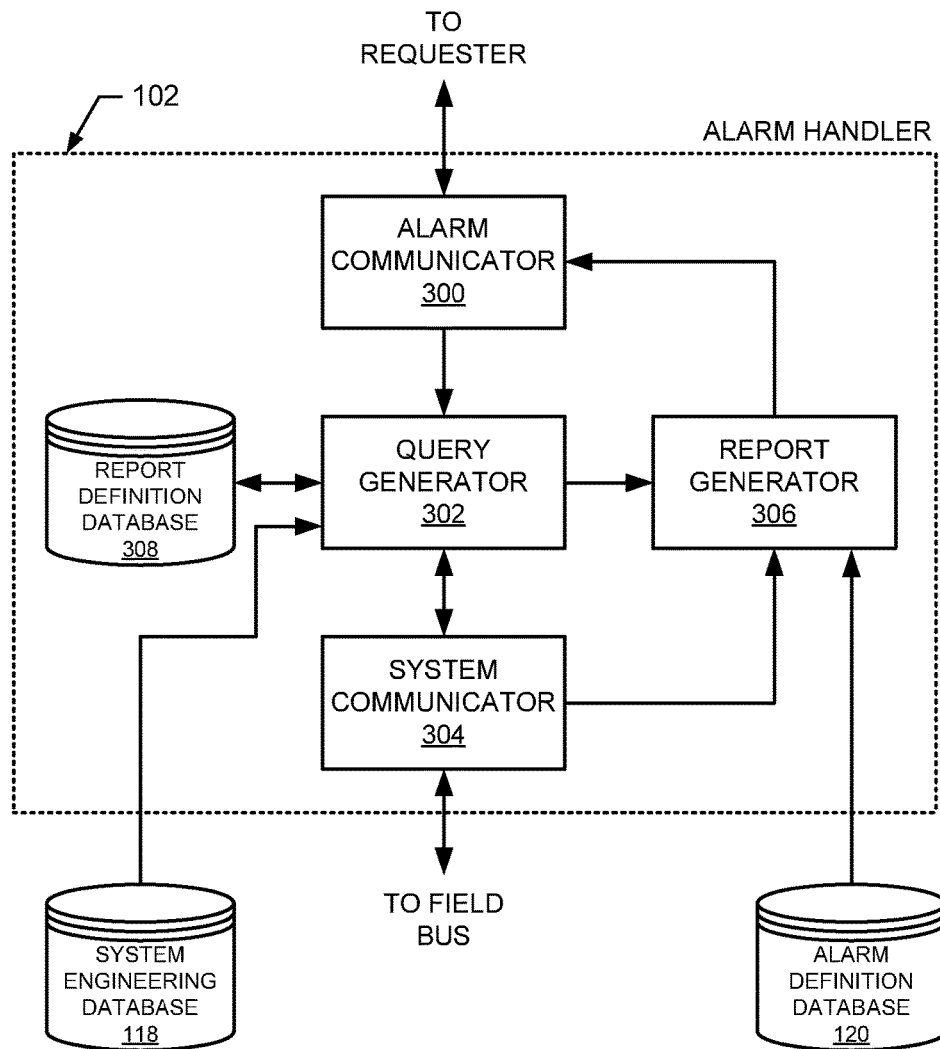 TO
REQUESTER
102
ALARM HANDLER
ALARM
COMMUNICATOR
300
REPORT
DEFINITION
DATABASE
308
QUERY
GENERATOR
302
REPORT
GENERATOR
306
SYSTEM
COMMUNICATOR
304
TO FIELD
BUS
SYSTEM
ENGINEERING
DATABASE
118
ALARM
DEFINITION
DATABASE
120